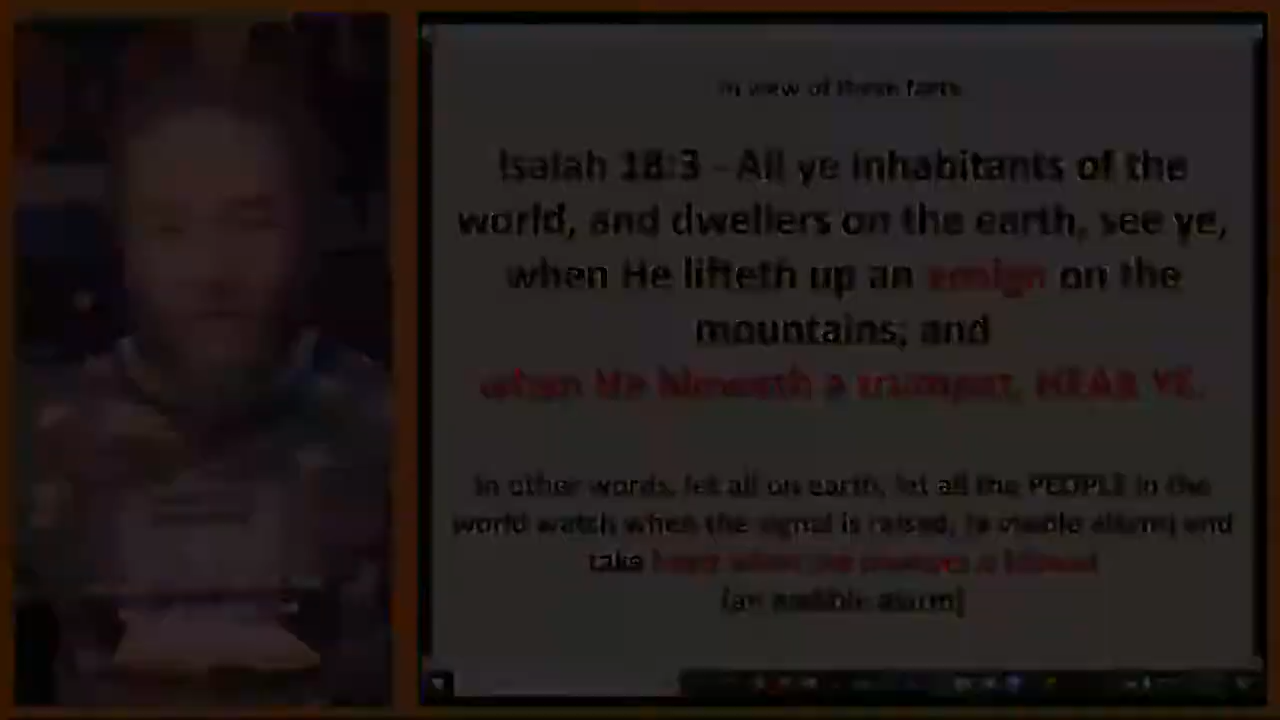 In view of these facts
Isaiah 18:3 - All ye inhabitants of the
world, and dwellers on the earth, see ye,
when He lifteth up an ensign on the
mountains; and
when He bloweth a trumpet, HEAR YE.
In other words, let all on earth, let all the PEOPLE in the
world watch when the signal is raised, (a visible alarm) and
take heed when the trumpet is blown!
(an audible alarm)